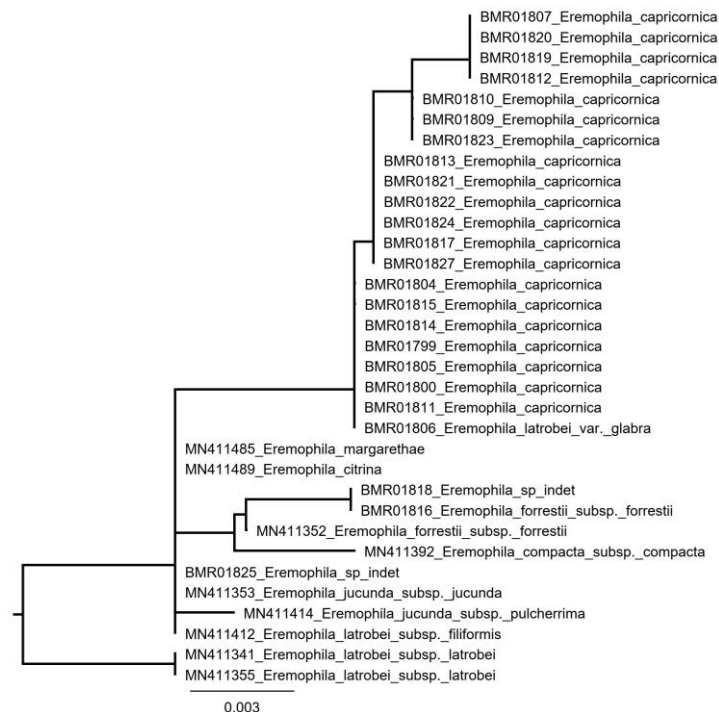 BMR01807_Eremophila_capricornica
BMR01820_Eremophila_capricornica
BMR01819_Eremophila_capricornica
BMR01812_Eremophila_capricornica
BMR01810_Eremophila_capricornica
BMR01809_Eremophila_capricornica
BMR01823_Eremophila_capricornica
BMR01813_Eremophila_capricornica
BMR01821_Eremophila_capricornica
BMR01822_Eremophila_capricornica
BMR01824_Eremophila_capricornica
BMR01817_Eremophila_capricornica
BMR01827_Eremophila_capricornica
BMR01804_Eremophila_capricornica
BMR01815_Eremophila_capricornica
BMR01814_Eremophila_capricornica
BMR01799_Eremophila_capricornica
BMR01805_Eremophila_capricornica
BMR01800_Eremophila_capricornica
BMR01811_Eremophila_capricornica
BMR01806_Eremophila_latrobei_var._glabra
MN411485_Eremophila_margarethae
MN411489_Eremophila_citrina
BMR01818_Eremophila_sp_indet
BMR01816_Eremophila_forrestii_subsp._forrestii
MN411352_Eremophila_forrestii_subsp._forrestii
MN411392_Eremophila_compacta_subsp._compacta
BMR01825_Eremophila_sp_indet
MN411353_Eremophila_jucunda_subsp._jucunda
MN411414_Eremophila_jucunda_subsp._pulcherrima
MN411412_Eremophila_latrobei_subsp._filiformis
MN411341_Eremophila_latrobei_subsp._latrobei
MN411355_Eremophila_latrobei_subsp._latrobei
0.003